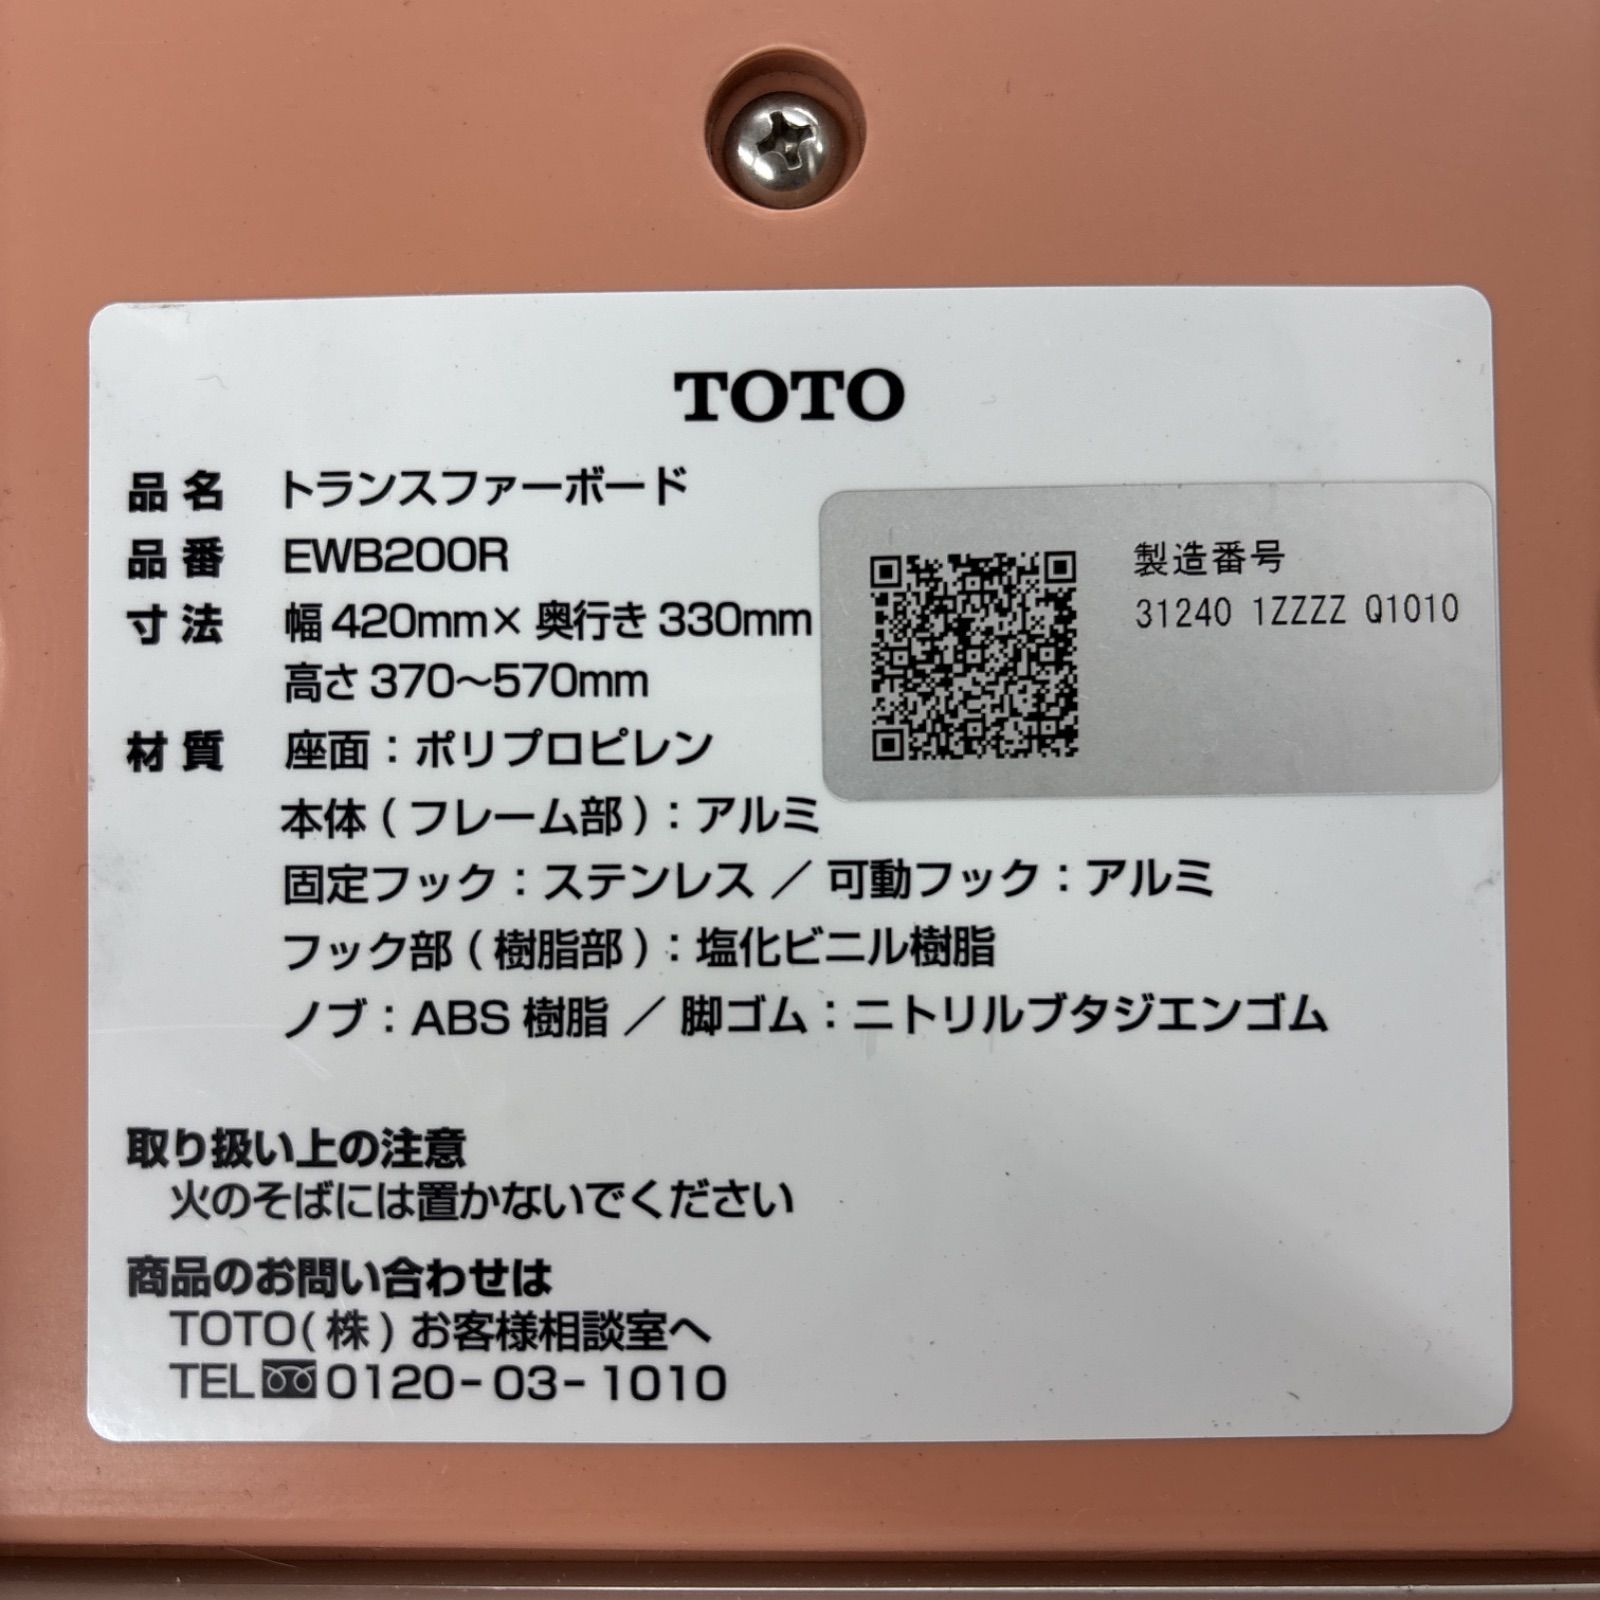 TOTO
品名 トランスファーボード
品番 EWB200R
寸法 幅 420mm× 奥行き 330mm
高さ 370〜570mm
製造番号
31240 1ZZZZ Q1010
材質 座面：ポリプロピレン
本体 ( フレーム部 )：アルミ
固定フック：ステンレス ／ 可動フック：アルミ
フック部 ( 樹脂部 )：塩化ビニル樹脂
ノブ：ABS 樹脂 ／ 脚ゴム：ニトリルブタジエンゴム
取り扱い上の注意
火のそばには置かないでください
商品のお問い合わせは
TOTO( 株 ) お客様相談室へ
TEL 0120-03-1010